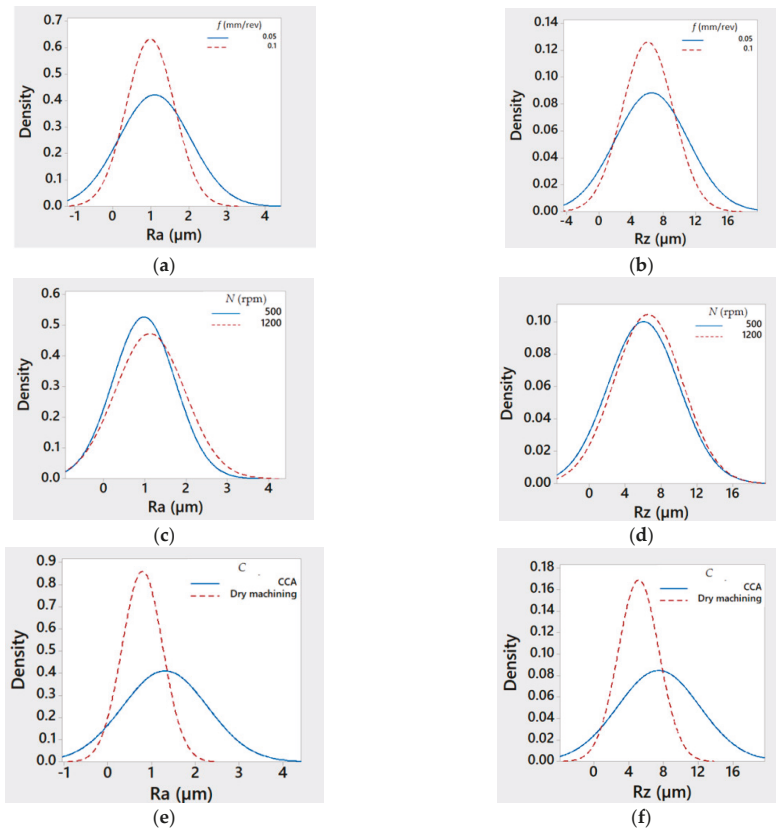 0.7
f (mm/rev)
0.05
0.1
0.6
0.5
0.4
0.3
0.2
0.1
0.0
Density
-1 0 1 2 3 4
Ra (µm)
(a)
0.14
f (mm/rev)
0.05
0.1
0.12
0.10
0.08
0.06
0.04
0.02
0.00
Density
-4 0 4 8 12 16
Rz (µm)
(b)
0.6
N (rpm)
500
1200
0.5
0.4
0.3
0.2
0.1
0.0
Density
0 1 2 3 4
Ra (µm)
(c)
N (rpm)
500
1200
0.10
0.08
0.06
0.04
0.02
0.00
Density
0 4 8 12 16
Rz (µm)
(d)
0.9
C
CCA
Dry machining
0.8
0.7
0.6
0.5
0.4
0.3
0.2
0.1
0.0
Density
-1 0 1 2 3 4
Ra (µm)
(e)
0.18
C
CCA
Dry machining
0.16
0.14
0.12
0.10
0.08
0.06
0.04
0.02
0.00
Density
0 4 8 12 16
Rz (µm)
(f)